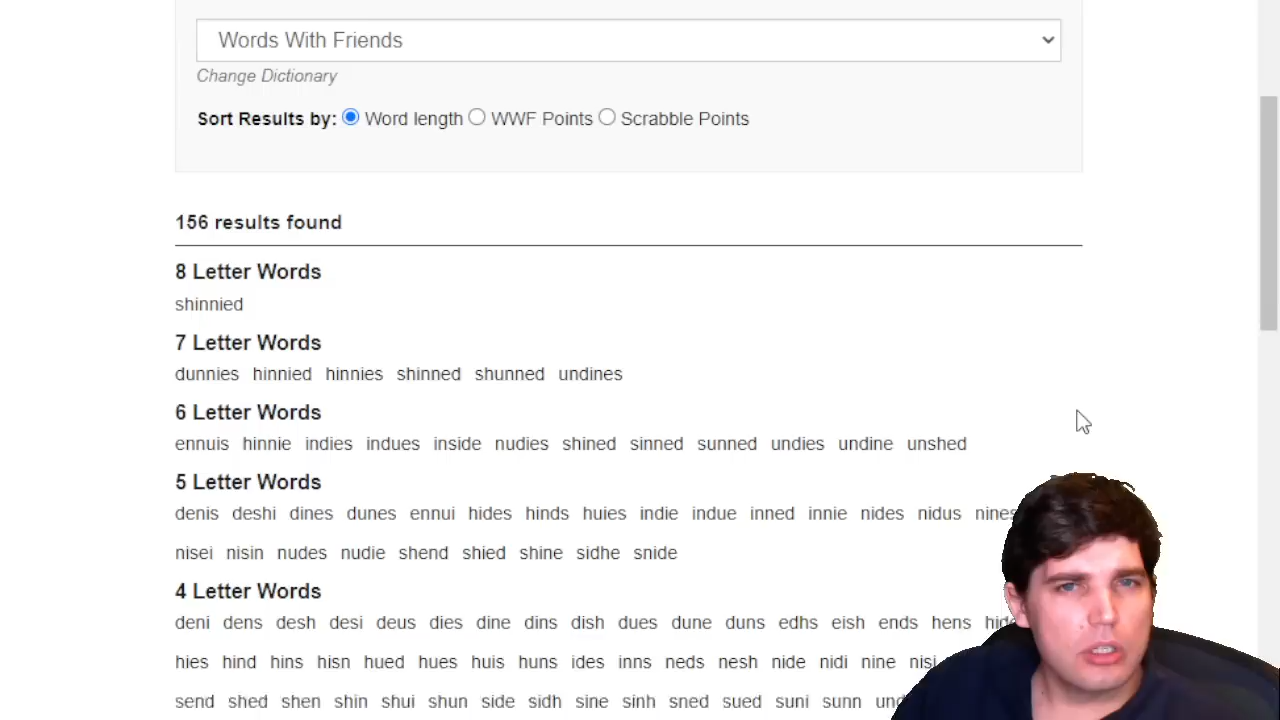 Words With Friends
Change Dictionary
Sort Results by: Word length WWF Points Scrabble Points
156 results found
8 Letter Words
shinnied
7 Letter Words
dunnies hinnied hinnies shinned shunned undines
6 Letter Words
ennuis hinnie indies indues inside nudies shined sinned sunned undies undine unshed
5 Letter Words
denis deshi dines dunes ennui hides hinds huies indie indue inned innie nides nidus nines
nisei nisin nudes nudie shend shied shine sidhe snide
4 Letter Words
deni dens desh desi deus dies dine dins dish dues dune duns edhs eish ends hens
hies hind hins hisn hued hues huis huns ides inns neds nesh nide nidi nine
send shed shen shin shui shun side sidh sine sinh sned sued suni sunn